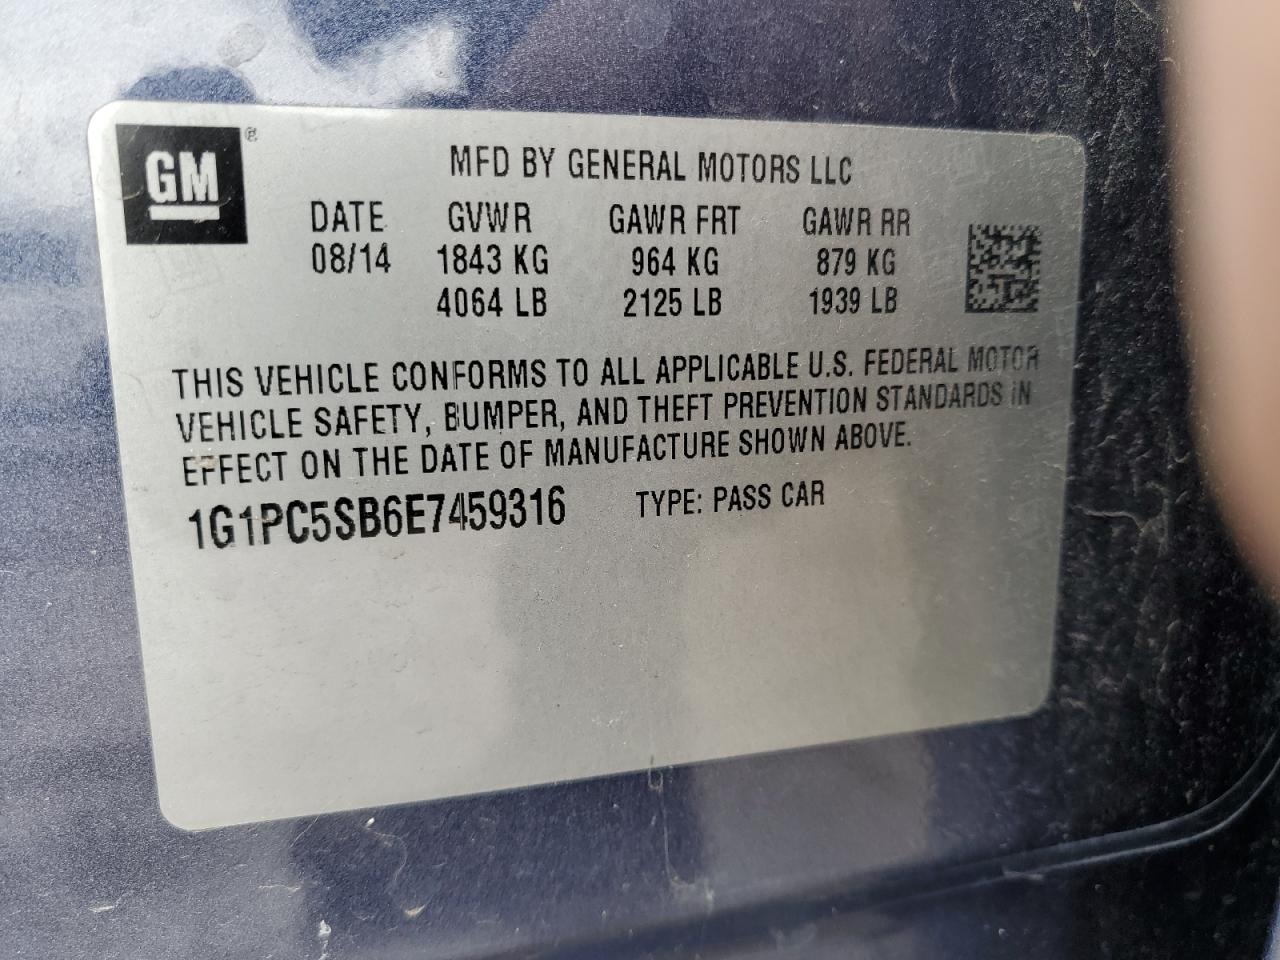 GM ®
MFD BY GENERAL MOTORS LLC
DATE GVWR GAWR FRT GAWR RR
08/14 1843 KG 964 KG 879 KG
4064 LB 2125 LB 1939 LB
THIS VEHICLE CONFORMS TO ALL APPLICABLE U.S. FEDERAL MOTOR
VEHICLE SAFETY, BUMPER, AND THEFT PREVENTION STANDARDS IN
EFFECT ON THE DATE OF MANUFACTURE SHOWN ABOVE.
1G1PC5SB6E7459316 TYPE: PASS CAR